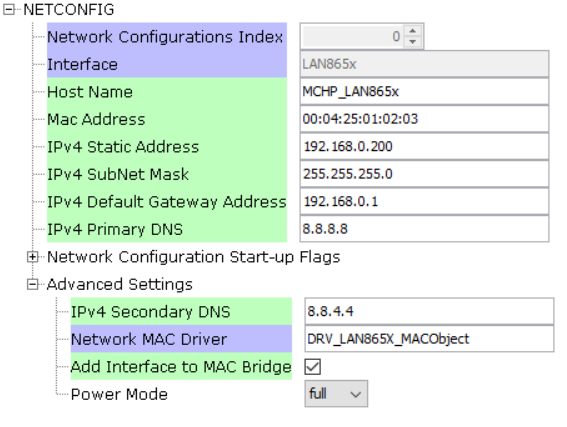 NETCONFIG
Network Configurations Index 0
Interface LAN865x
Host Name MCHP_LAN865x
Mac Address 00:04:25:01:02:03
IPv4 Static Address 192.168.0.200
IPv4 SubNet Mask 255.255.255.0
IPv4 Default Gateway Address 192.168.0.1
IPv4 Primary DNS 8.8.8.8
Network Configuration Start-up Flags
Advanced Settings
IPv4 Secondary DNS 8.8.4.4
Network MAC Driver DRV_LAN865X_MACObject
Add Interface to MAC Bridge
Power Mode full